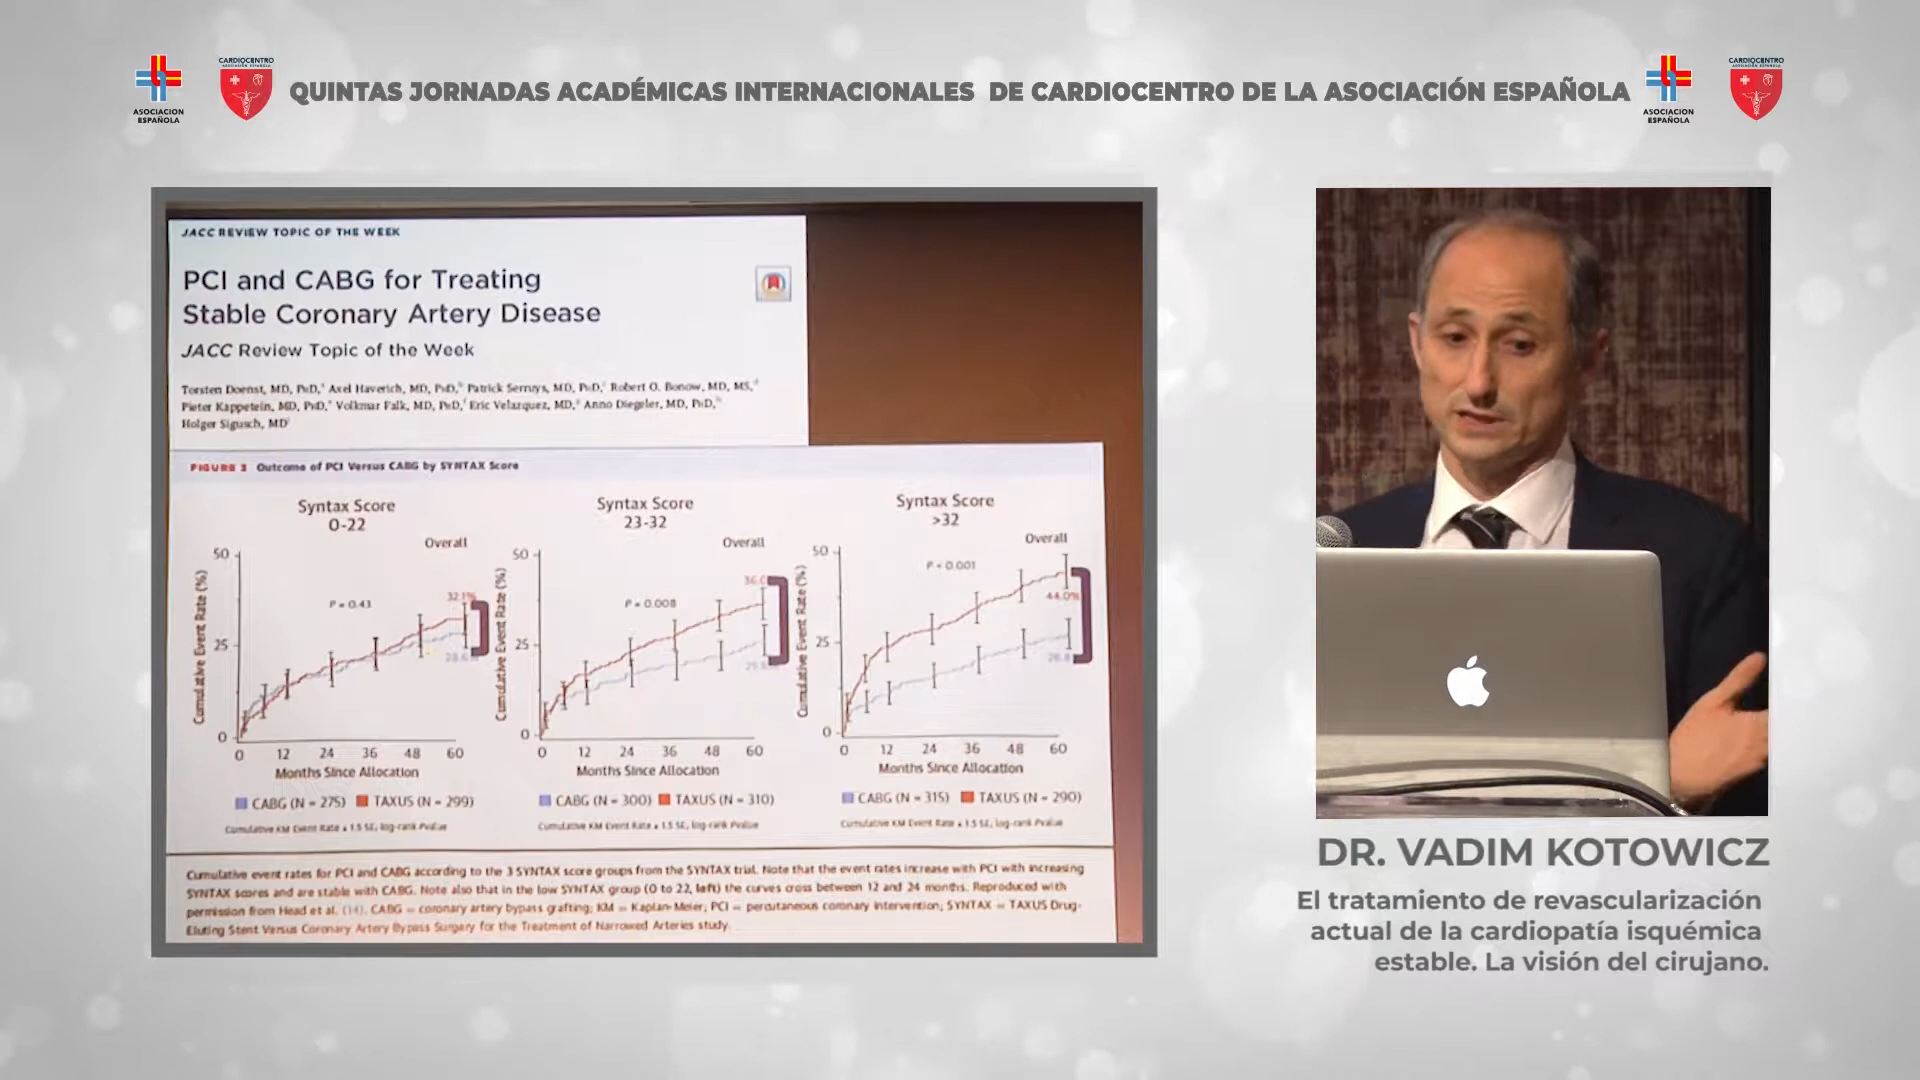 ASOCIACION
ESPAÑOLA
CARDIOCENTRO
ASOCIACIÓN ESPAÑOLA
QUINTAS JORNADAS ACADÉMICAS INTERNACIONALES DE CARDIOCENTRO DE LA ASOCIACIÓN ESPAÑOLA
ASOCIACION
ESPAÑOLA
CARDIOCENTRO
ASOCIACIÓN ESPAÑOLA
JACC REVIEW TOPIC OF THE WEEK
PCI and CABG for Treating
Stable Coronary Artery Disease
JACC Review Topic of the Week
Torsten Doenst, MD, PhD, Axel Haverich, MD, PhD, Patrick Serruys, MD, PhD, Robert O. Bonow, MD, MS,
Pieter Kappetein, MD, PhD, Volkmar Falk, MD, PhD, Eric Velazquez, MD, Anno Diegeler, MD, PhD,
Holger Sigusch, MD
FIGURE 3 Outcome of PCI Versus CABG by SYNTAX Score
Syntax Score
0-22
Overall
50
25
0
Cumulative Event Rate (%)
P = 0.43
32.1%
28.6
0 12 24 36 48 60
Months Since Allocation
CABG (N = 275) TAXUS (N = 299)
Cumulative KM Event Rate ± 1.5 SE, log-rank P value
Syntax Score
23-32
Overall
50
25
0
Cumulative Event Rate (%)
P = 0.008
36.0
0 12 24 36 48 60
Months Since Allocation
CABG (N = 300) TAXUS (N = 310)
Cumulative KM Event Rate ± 1.5 SE, log-rank P value
Syntax Score
>32
Overall
50
25
0
Cumulative Event Rate (%)
P < 0.001
44.0%
26.8
0 12 24 36 48 60
Months Since Allocation
CABG (N = 315) TAXUS (N = 290)
Cumulative KM Event Rate ± 1.5 SE, log-rank P value
Cumulative event rates for PCI and CABG according to the 3 SYNTAX score groups from the SYNTAX trial. Note that the event rates increase with PCI with increasing
SYNTAX scores and are stable with CABG. Note also that in the low SYNTAX group (0 to 22, left) the curves cross between 12 and 24 months. Reproduced with
permission from Head et al. (14). CABG = coronary artery bypass grafting; KM = Kaplan-Meier; PCI = percutaneous coronary intervention; SYNTAX = TAXUS Drug-
Eluting Stent Versus Coronary Artery Bypass Surgery for the Treatment of Narrowed Arteries study.
DR. VADIM KOTOWICZ
El tratamiento de revascularización
actual de la cardiopatía isquémica
estable. La visión del cirujano.